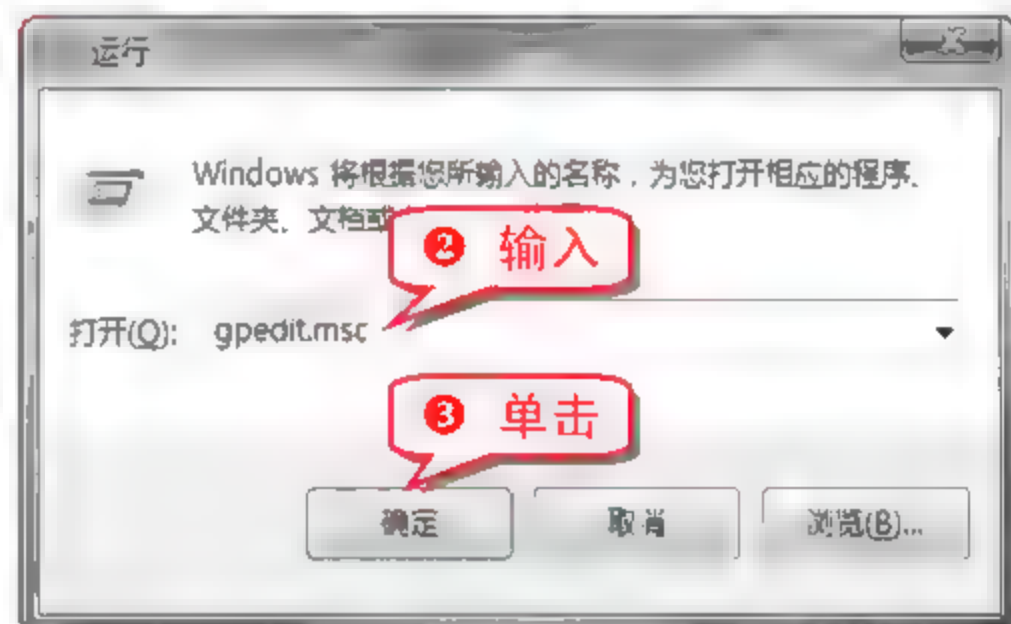 运行
Windows 将根据您所输入的名称，为您打开相应的程序、
文件夹、文档或
❷ 输入
打开(O): gpedit.msc
❸ 单击
确定 取消 浏览(B)...